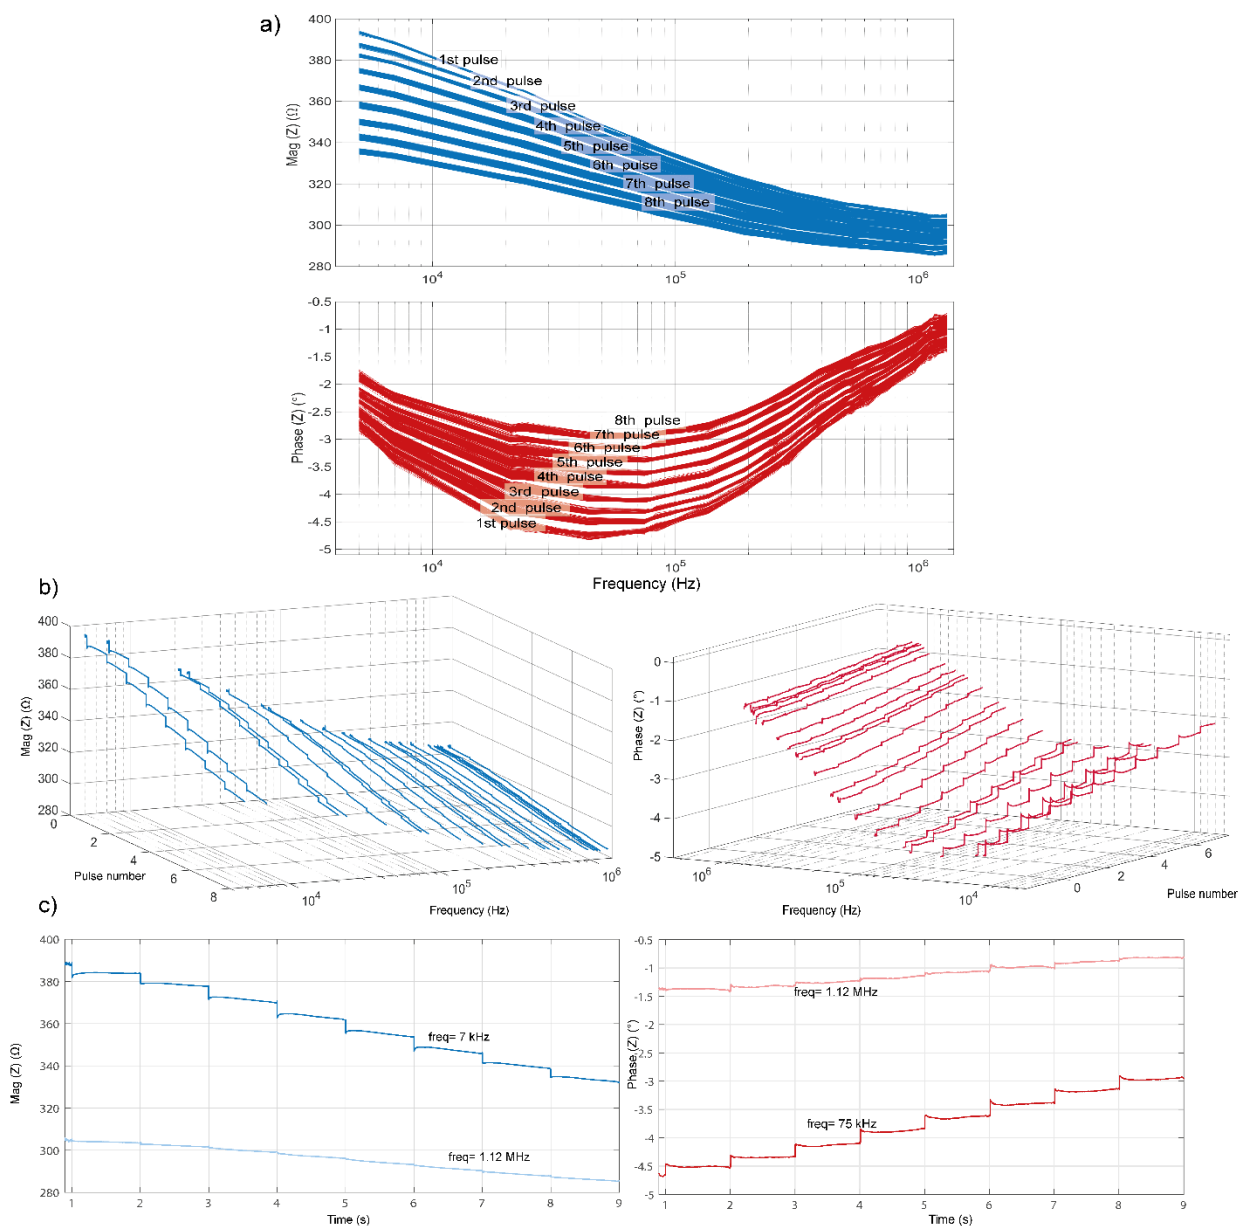 a)
400
380
360
340
320
300
280
Mag (Z) (Ω)
1st pulse
2nd pulse
3rd pulse
4th pulse
5th pulse
6th pulse
7th pulse
8th pulse
10⁴ 10⁵ 10⁶
-0.5
-1
-1.5
-2
-2.5
-3
-3.5
-4
-4.5
-5
Phase (Z) (°)
8th pulse
7th pulse
6th pulse
5th pulse
4th pulse
3rd pulse
2nd pulse
1st pulse
10⁴ 10⁵ 10⁶
Frequency (Hz)
b)
400
380
360
340
320
300
280
Mag (Z) (Ω)
0
2
4
6
8
Pulse number
10⁴ 10⁵ 10⁶
Frequency (Hz)
0
-1
-2
-3
-4
-5
Phase (Z) (°)
10⁶ 10⁵ 10⁴
Frequency (Hz)
0
2
4
6
Pulse number
c)
400
380
360
340
320
300
280
Mag (Z) (Ω)
freq= 7 kHz
freq= 1.12 MHz
1 2 3 4 5 6 7 8 9
Time (s)
-0.5
-1
-1.5
-2
-2.5
-3
-3.5
-4
-4.5
-5
Phase (Z) (°)
freq= 1.12 MHz
freq= 75 kHz
1 2 3 4 5 6 7 8 9
Time (s)